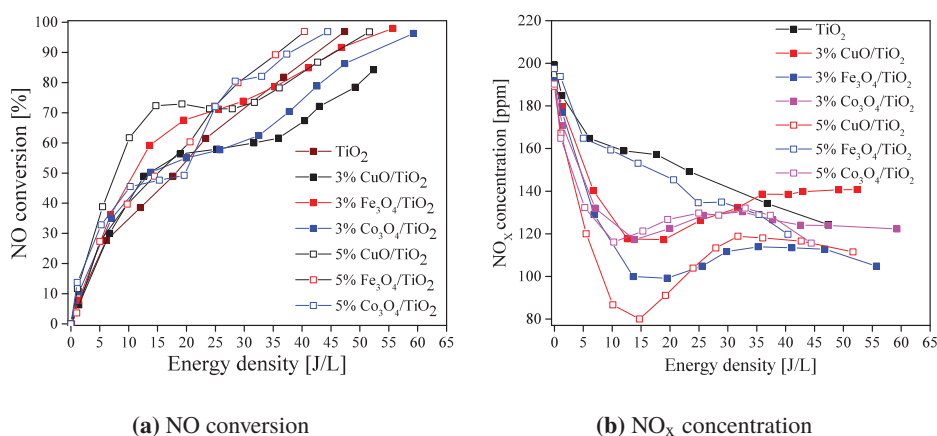 NO conversion [%]
100
90
80
70
60
50
40
30
20
10
0
0 5 10 15 20 25 30 35 40 45 50 55 60 65
Energy density [J/L]
TiO₂
3% CuO/TiO₂
3% Fe₃O₄/TiO₂
3% Co₃O₄/TiO₂
5% CuO/TiO₂
5% Fe₃O₄/TiO₂
5% Co₃O₄/TiO₂
(a) NO conversion
NOₓ concentration [ppm]
220
200
180
160
140
120
100
80
0 5 10 15 20 25 30 35 40 45 50 55 60 65
Energy density [J/L]
TiO₂
3% CuO/TiO₂
3% Fe₃O₄/TiO₂
3% Co₃O₄/TiO₂
5% CuO/TiO₂
5% Fe₃O₄/TiO₂
5% Co₃O₄/TiO₂
(b) NOₓ concentration